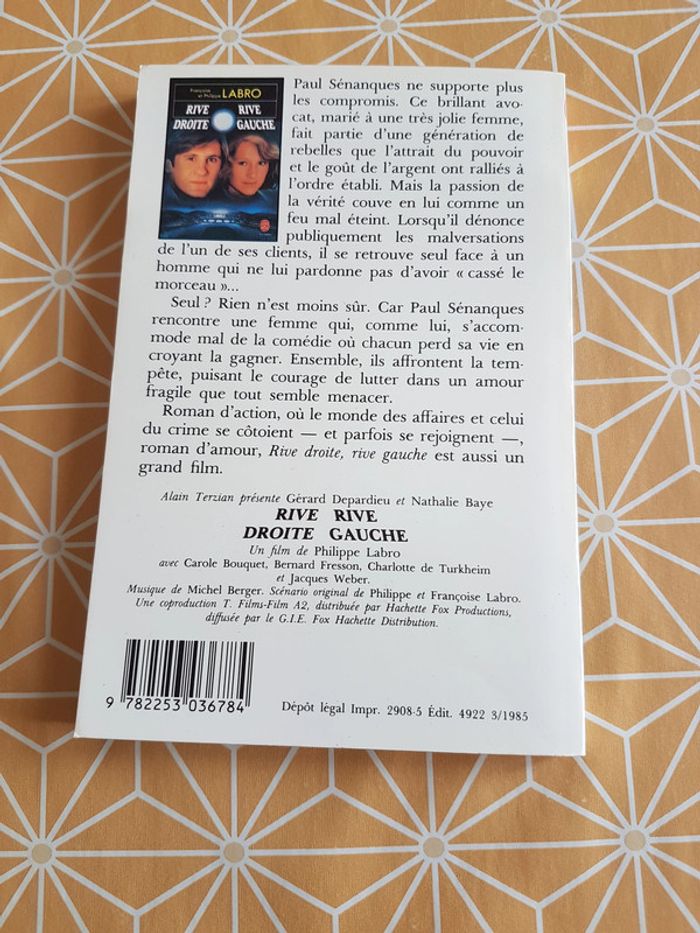 Françoise
et Philippe LABRO
RIVE RIVE
DROITE GAUCHE
Paul Sénanques ne supporte plus
les compromis. Ce brillant avo-
cat, marié à une très jolie femme,
fait partie d'une génération de
rebelles que l'attrait du pouvoir
et le goût de l'argent ont ralliés à
l'ordre établi. Mais la passion de
la vérité couve en lui comme un
feu mal éteint. Lorsqu'il dénonce
publiquement les malversations
de l'un de ses clients, il se retrouve seul face à un
homme qui ne lui pardonne pas d'avoir « cassé le
morceau »...
Seul ? Rien n'est moins sûr. Car Paul Sénanques
rencontre une femme qui, comme lui, s'accom-
mode mal de la comédie où chacun perd sa vie en
croyant la gagner. Ensemble, ils affrontent la tem-
pête, puisant le courage de lutter dans un amour
fragile que tout semble menacer.
Roman d'action, où le monde des affaires et celui
du crime se côtoient — et parfois se rejoignent —,
roman d'amour, Rive droite, rive gauche est aussi un
grand film.
Alain Terzian présente Gérard Depardieu et Nathalie Baye
RIVE RIVE
DROITE GAUCHE
Un film de Philippe Labro
avec Carole Bouquet, Bernard Fresson, Charlotte de Turkheim
et Jacques Weber.
Musique de Michel Berger. Scénario original de Philippe et Françoise Labro.
Une coproduction T. Films-Film A2, distribuée par Hachette Fox Productions,
diffusée par le G.I.E. Fox Hachette Distribution.
9 782253 036784
Dépôt légal Impr. 2908-5 Édit. 4922 3/1985